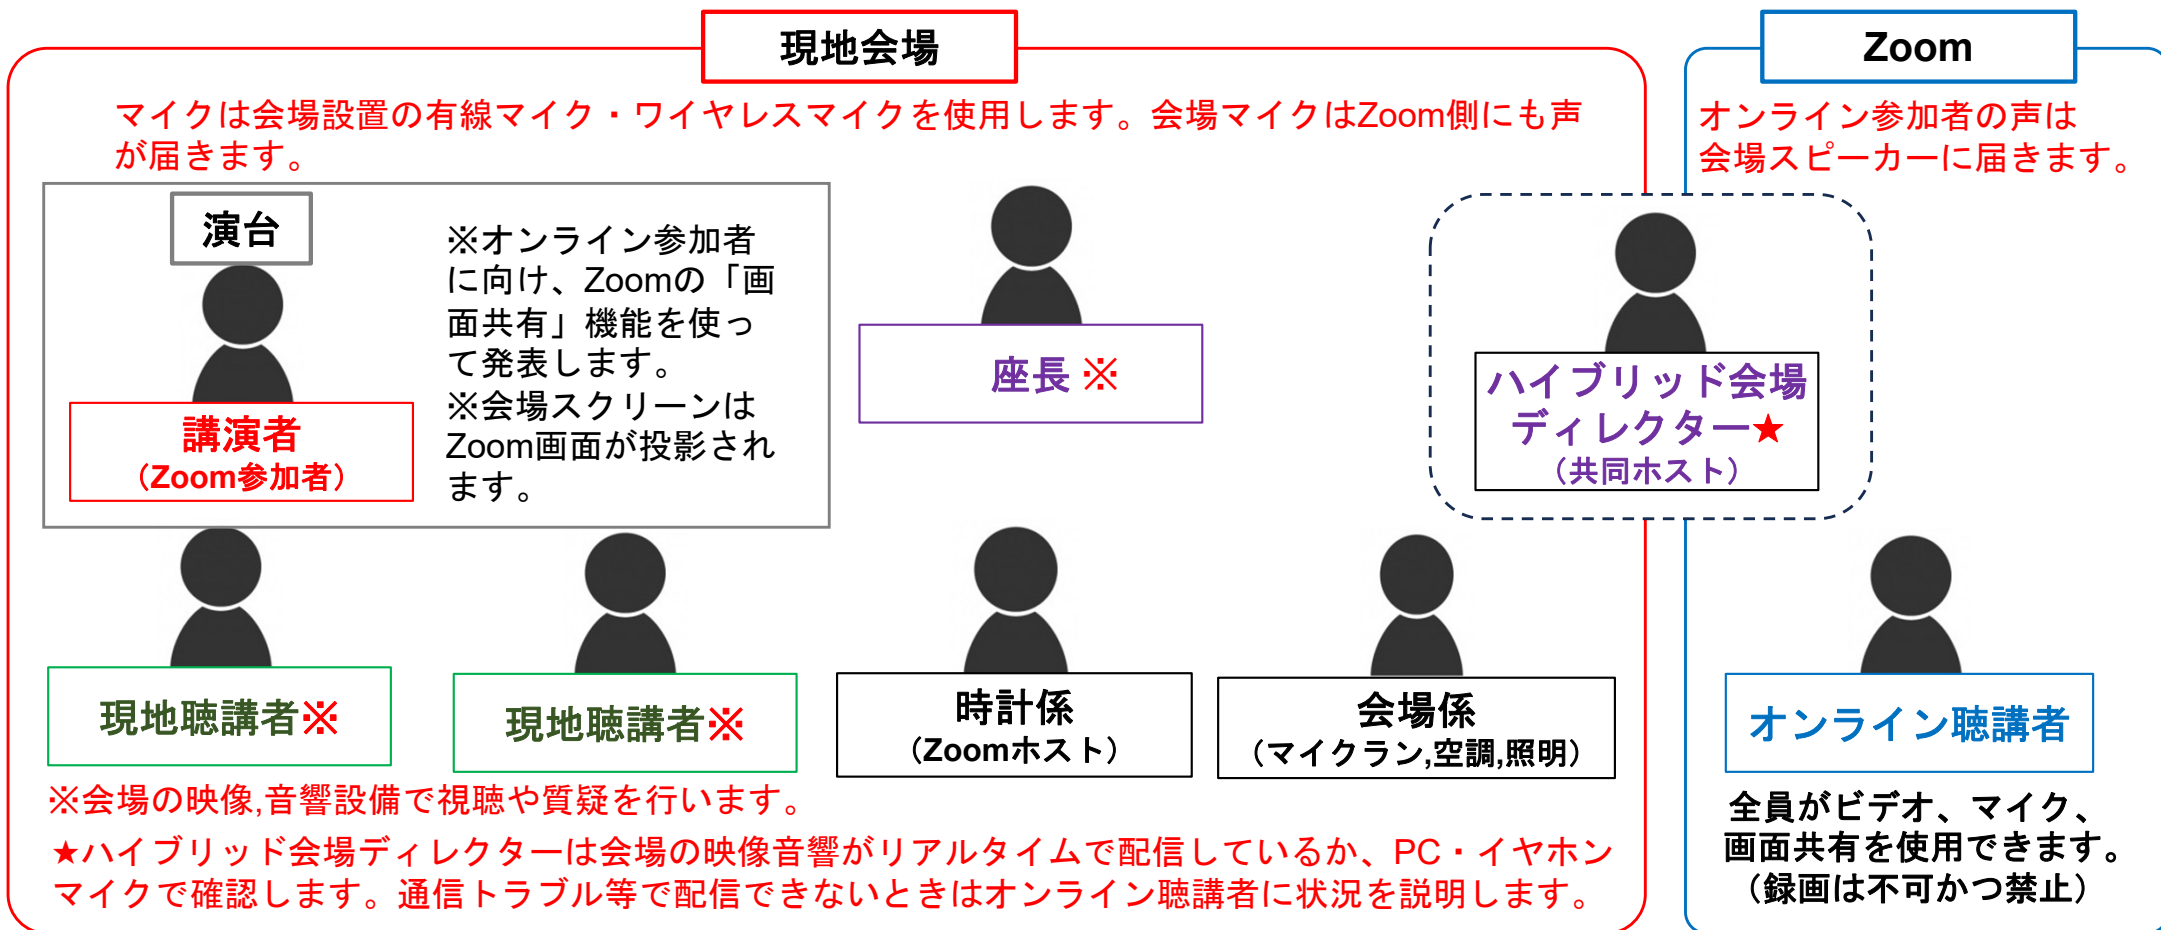 現地会場
マイクは会場設置の有線マイク・ワイヤレスマイクを使用します。会場マイクはZoom側にも声
が届きます。
演台
※オンライン参加者
に向け、Zoomの「画
面共有」機能を使っ
て発表します。
※会場スクリーンは
Zoom画面が投影され
ます。
講演者
（Zoom参加者）
座長 ※
ハイブリッド会場
ディレクター★
（共同ホスト）
現地聴講者※
現地聴講者※
時計係
（Zoomホスト）
会場係
（マイクラン,空調,照明）
※会場の映像,音響設備で視聴や質疑を行います。
★ハイブリッド会場ディレクターは会場の映像音響がリアルタイムで配信しているか、PC・イヤホン
マイクで確認します。通信トラブル等で配信できないときはオンライン聴講者に状況を説明します。
Zoom
オンライン参加者の声は
会場スピーカーに届きます。
オンライン聴講者
全員がビデオ、マイク、
画面共有を使用できます。
（録画は不可かつ禁止）